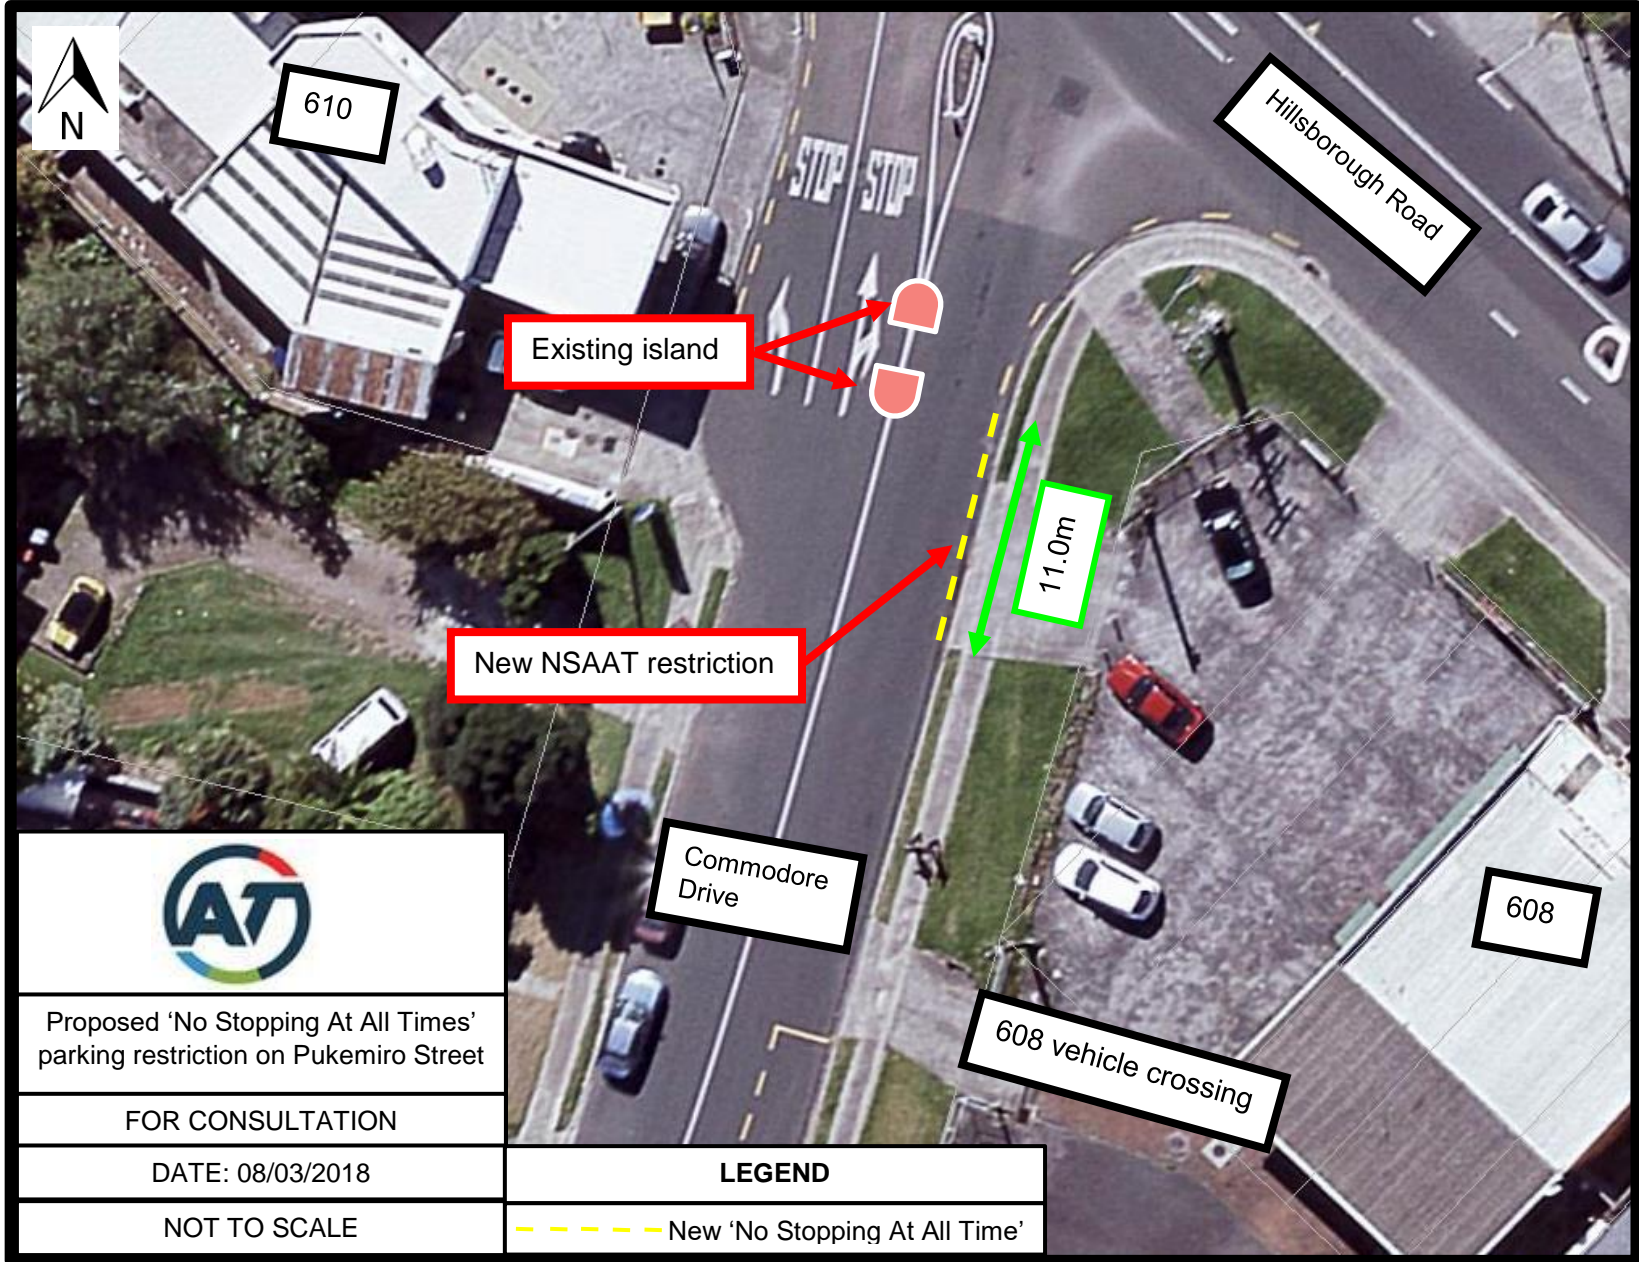 N
610
STOP STOP
Hillsborough Road
Existing island
11.0m
New NSAAT restriction
Commodore
Drive
608
608 vehicle crossing
AT
Proposed ‘No Stopping At All Times’
parking restriction on Pukemiro Street
FOR CONSULTATION
DATE: 08/03/2018
NOT TO SCALE
LEGEND
New ‘No Stopping At All Time’